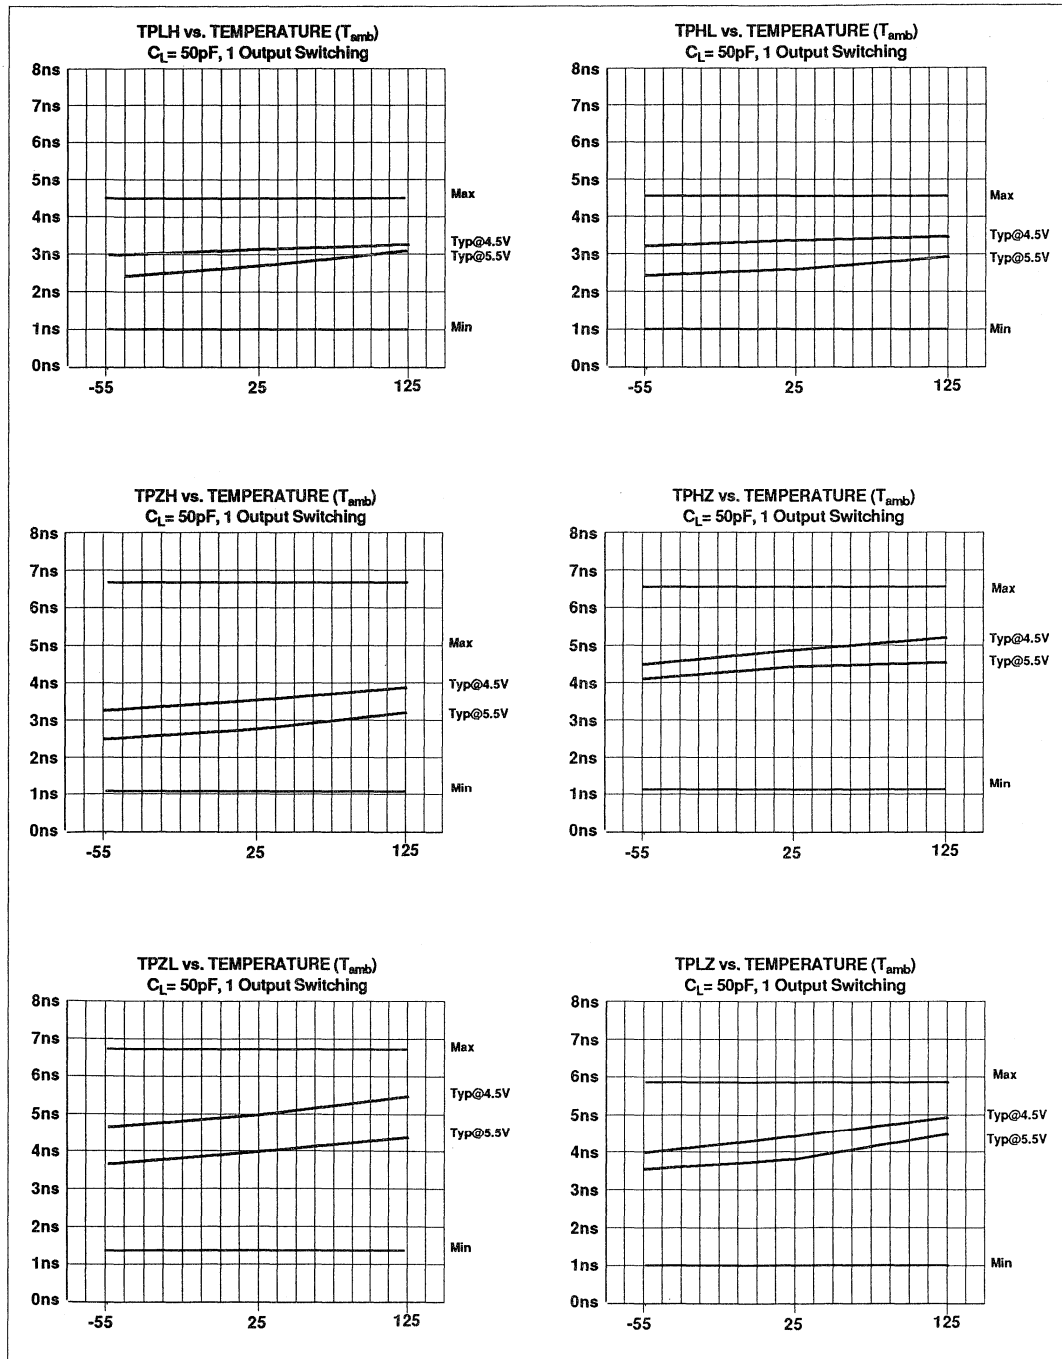 TPLH vs. TEMPERATURE (Tamb)
CL= 50pF, 1 Output Switching
8ns
7ns
6ns
5ns
4ns
3ns
2ns
1ns
0ns
Max
Typ@4.5V
Typ@5.5V
Min
-55
25
125
TPHL vs. TEMPERATURE (Tamb)
CL= 50pF, 1 Output Switching
8ns
7ns
6ns
5ns
4ns
3ns
2ns
1ns
0ns
Max
Typ@4.5V
Typ@5.5V
Min
-55
25
125
TPZH vs. TEMPERATURE (Tamb)
CL= 50pF, 1 Output Switching
8ns
7ns
6ns
5ns
4ns
3ns
2ns
1ns
0ns
Max
Typ@4.5V
Typ@5.5V
Min
-55
25
125
TPHZ vs. TEMPERATURE (Tamb)
CL= 50pF, 1 Output Switching
8ns
7ns
6ns
5ns
4ns
3ns
2ns
1ns
0ns
Max
Typ@4.5V
Typ@5.5V
Min
-55
25
125
TPZL vs. TEMPERATURE (Tamb)
CL= 50pF, 1 Output Switching
8ns
7ns
6ns
5ns
4ns
3ns
2ns
1ns
0ns
Max
Typ@4.5V
Typ@5.5V
Min
-55
25
125
TPLZ vs. TEMPERATURE (Tamb)
CL= 50pF, 1 Output Switching
8ns
7ns
6ns
5ns
4ns
3ns
2ns
1ns
0ns
Max
Typ@4.5V
Typ@5.5V
Min
-55
25
125